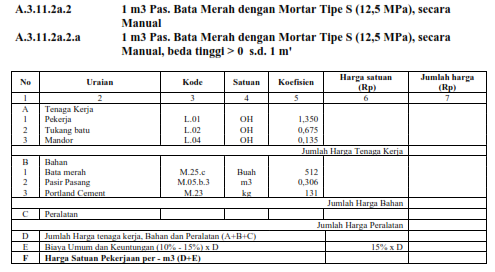 A.3.11.2a.2 1 m3 Pas. Bata Merah dengan Mortar Tipe S (12,5 MPa), secara
Manual
A.3.11.2a.2.a 1 m3 Pas. Bata Merah dengan Mortar Tipe S (12,5 MPa), secara
Manual, beda tinggi > 0 s.d. 1 m'
No Uraian Kode Satuan Koefisien Harga satuan (Rp) Jumlah harga (Rp)
1 2 3 4 5 6 7
A Tenaga Kerja
1 Pekerja L.01 OH 1,350
2 Tukang batu L.02 OH 0,675
3 Mandor L.04 OH 0,135
Jumlah Harga Tenaga Kerja
B Bahan
1 Bata merah M.25.c Buah 512
2 Pasir Pasang M.05.b.3 m3 0,306
3 Portland Cement M.23 kg 131
Jumlah Harga Bahan
C Peralatan
Jumlah Harga Peralatan
D Jumlah Harga tenaga kerja, Bahan dan Peralatan (A+B+C)
E Biaya Umum dan Keuntungan (10% - 15%) x D 15% x D
F Harga Satuan Pekerjaan per - m3 (D+E)